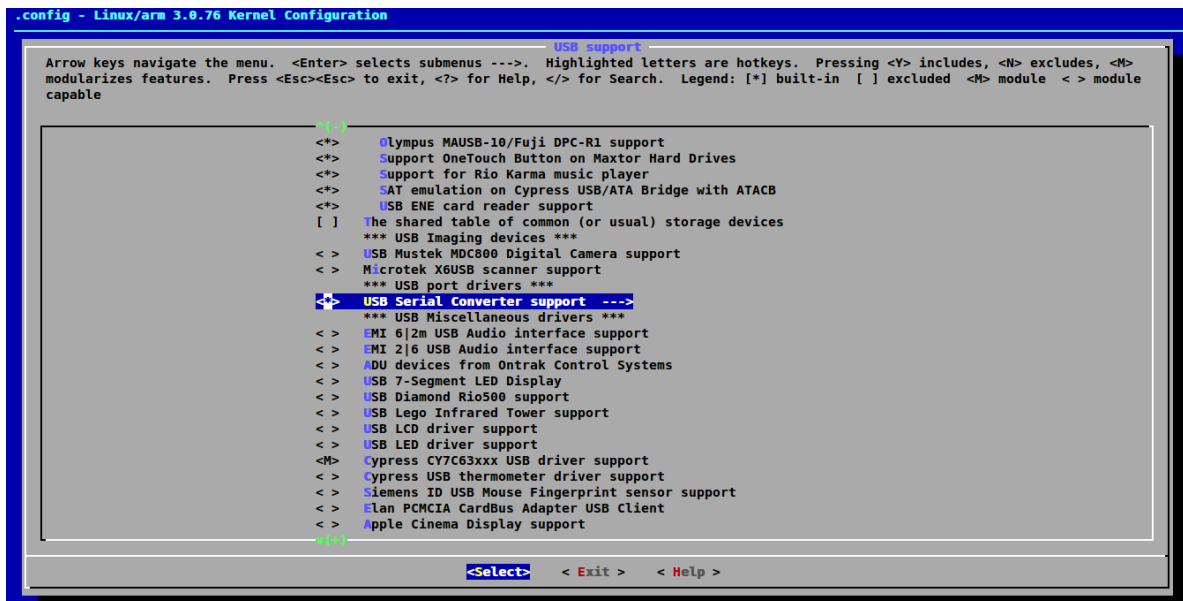 .config - Linux/arm 3.0.76 Kernel Configuration
USB support
Arrow keys navigate the menu. <Enter> selects submenus --->. Highlighted letters are hotkeys. Pressing <Y> includes, <N> excludes, <M>
modularizes features. Press <Esc><Esc> to exit, <?> for Help, </> for Search. Legend: [*] built-in [ ] excluded <M> module < > module
capable
^(-)
<*> Olympus MAUSB-10/Fuji DPC-R1 support
<*> Support OneTouch Button on Maxtor Hard Drives
<*> Support for Rio Karma music player
<*> SAT emulation on Cypress USB/ATA Bridge with ATACB
<*> USB ENE card reader support
[ ] The shared table of common (or usual) storage devices
*** USB Imaging devices ***
< > USB Mustek MDC800 Digital Camera support
< > Microtek X6USB scanner support
*** USB port drivers ***
<*> USB Serial Converter support --->
*** USB Miscellaneous drivers ***
< > EMI 6|2m USB Audio interface support
< > EMI 2|6 USB Audio interface support
< > ADU devices from Ontrak Control Systems
< > USB 7-Segment LED Display
< > USB Diamond Rio500 support
< > USB Lego Infrared Tower support
< > USB LCD driver support
< > USB LED driver support
<M> Cypress CY7C63xxx USB driver support
< > Cypress USB thermometer driver support
< > Siemens ID USB Mouse Fingerprint sensor support
< > Elan PCMCIA CardBus Adapter USB Client
< > Apple Cinema Display support
v(+)
<Select> < Exit > < Help >